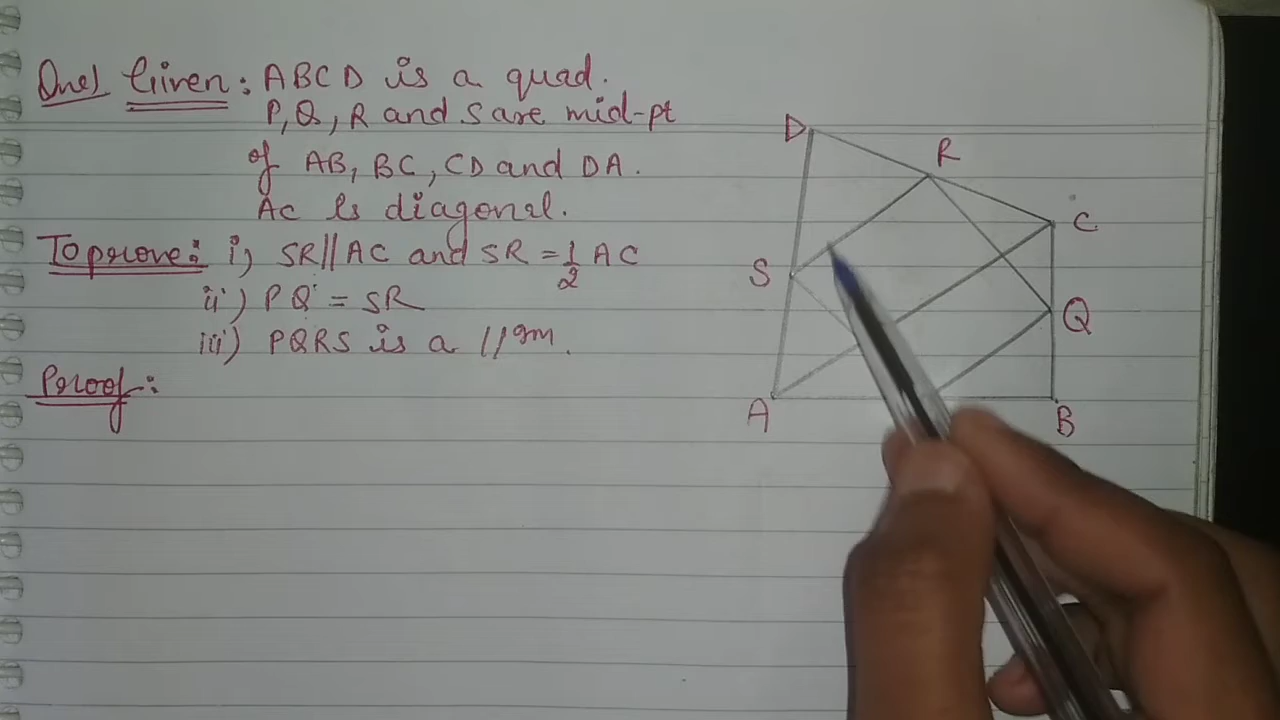 Que1 Given: ABCD is a quad.
P, Q, R and S are mid-pt
of AB, BC, CD and DA.
AC is diagonal.
To prove: i) SR||AC and SR = 1/2 AC
ii) PQ = SR
iii) PQRS is a ||gm.
Proof:
D
R
C
S
Q
A
B